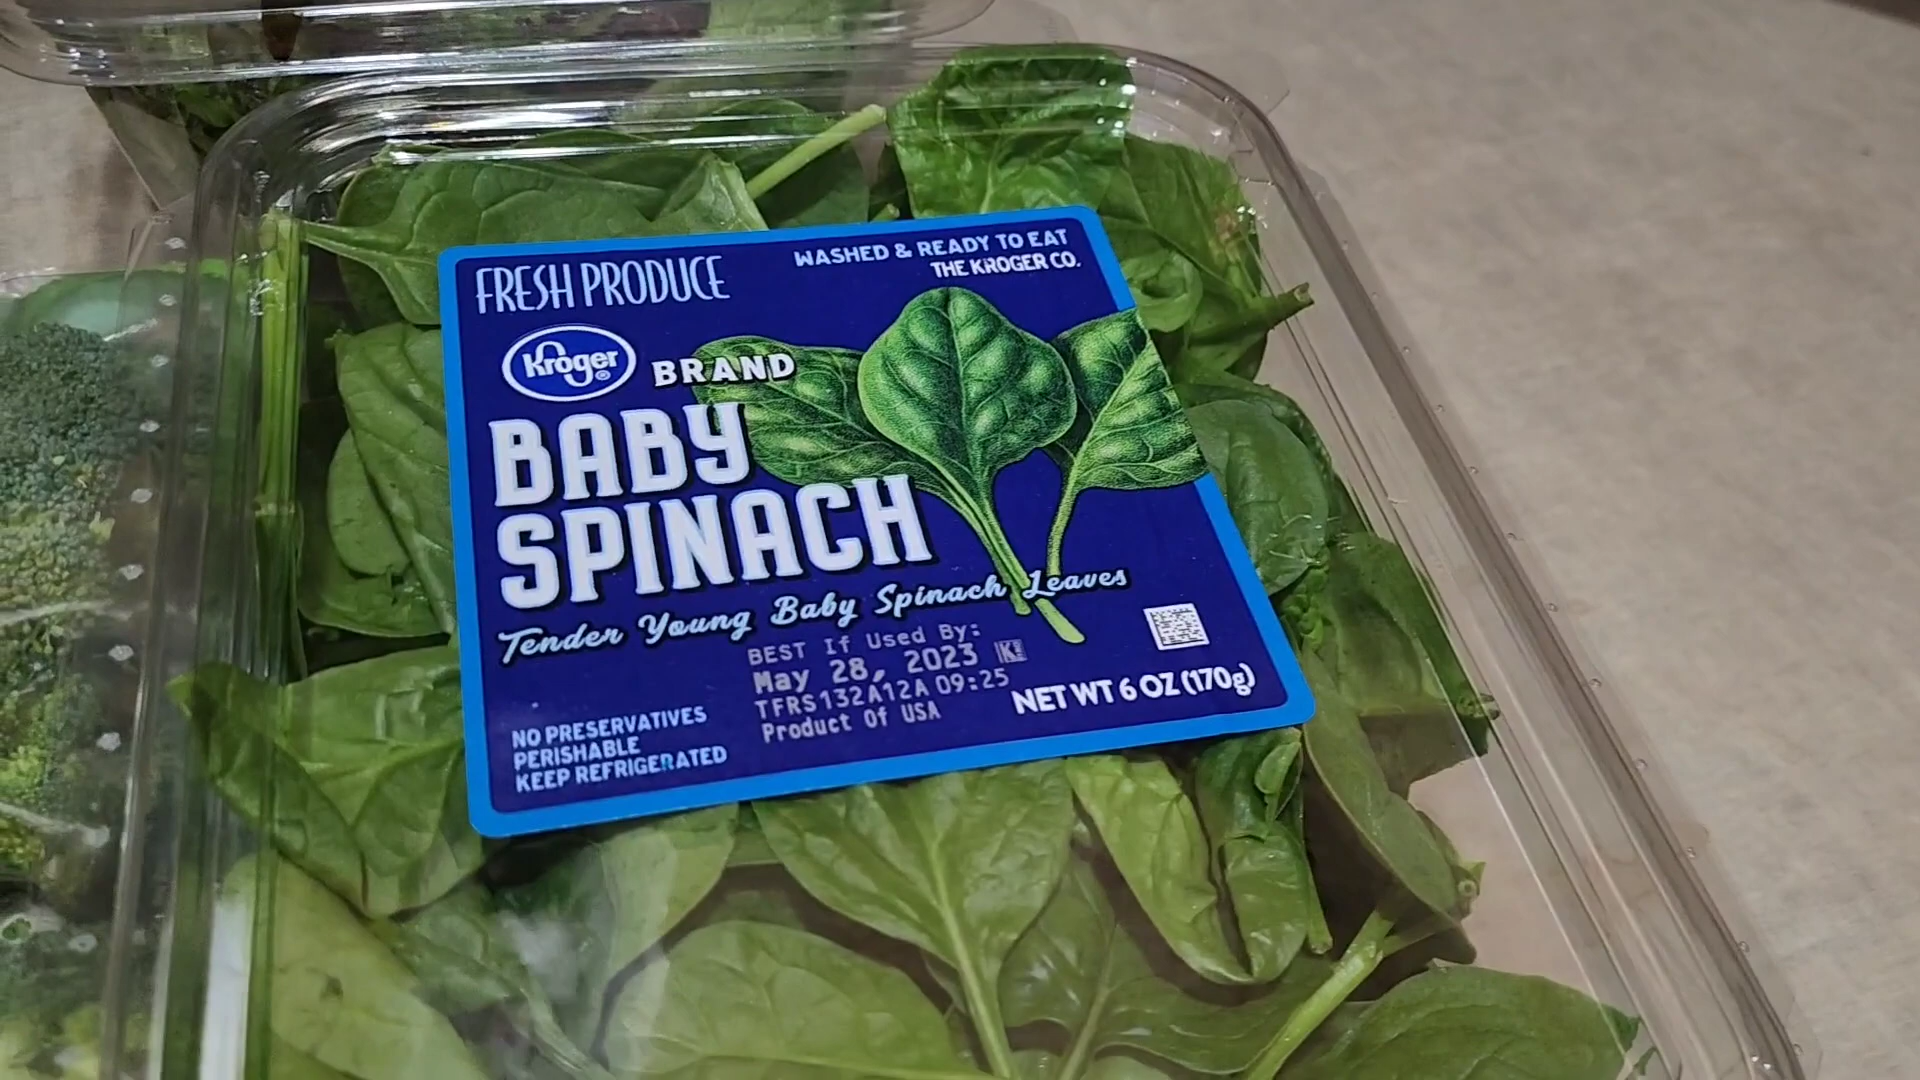 FRESH PRODUCE
WASHED & READY TO EAT
THE KROGER CO.
Kroger®
BRAND
BABY
SPINACH
Tender Young Baby Spinach Leaves
BEST If Used By:
May 28, 2023 K
TFRS132A12A 09:25
Product Of USA
NET WT 6 OZ (170g)
NO PRESERVATIVES
PERISHABLE
KEEP REFRIGERATED